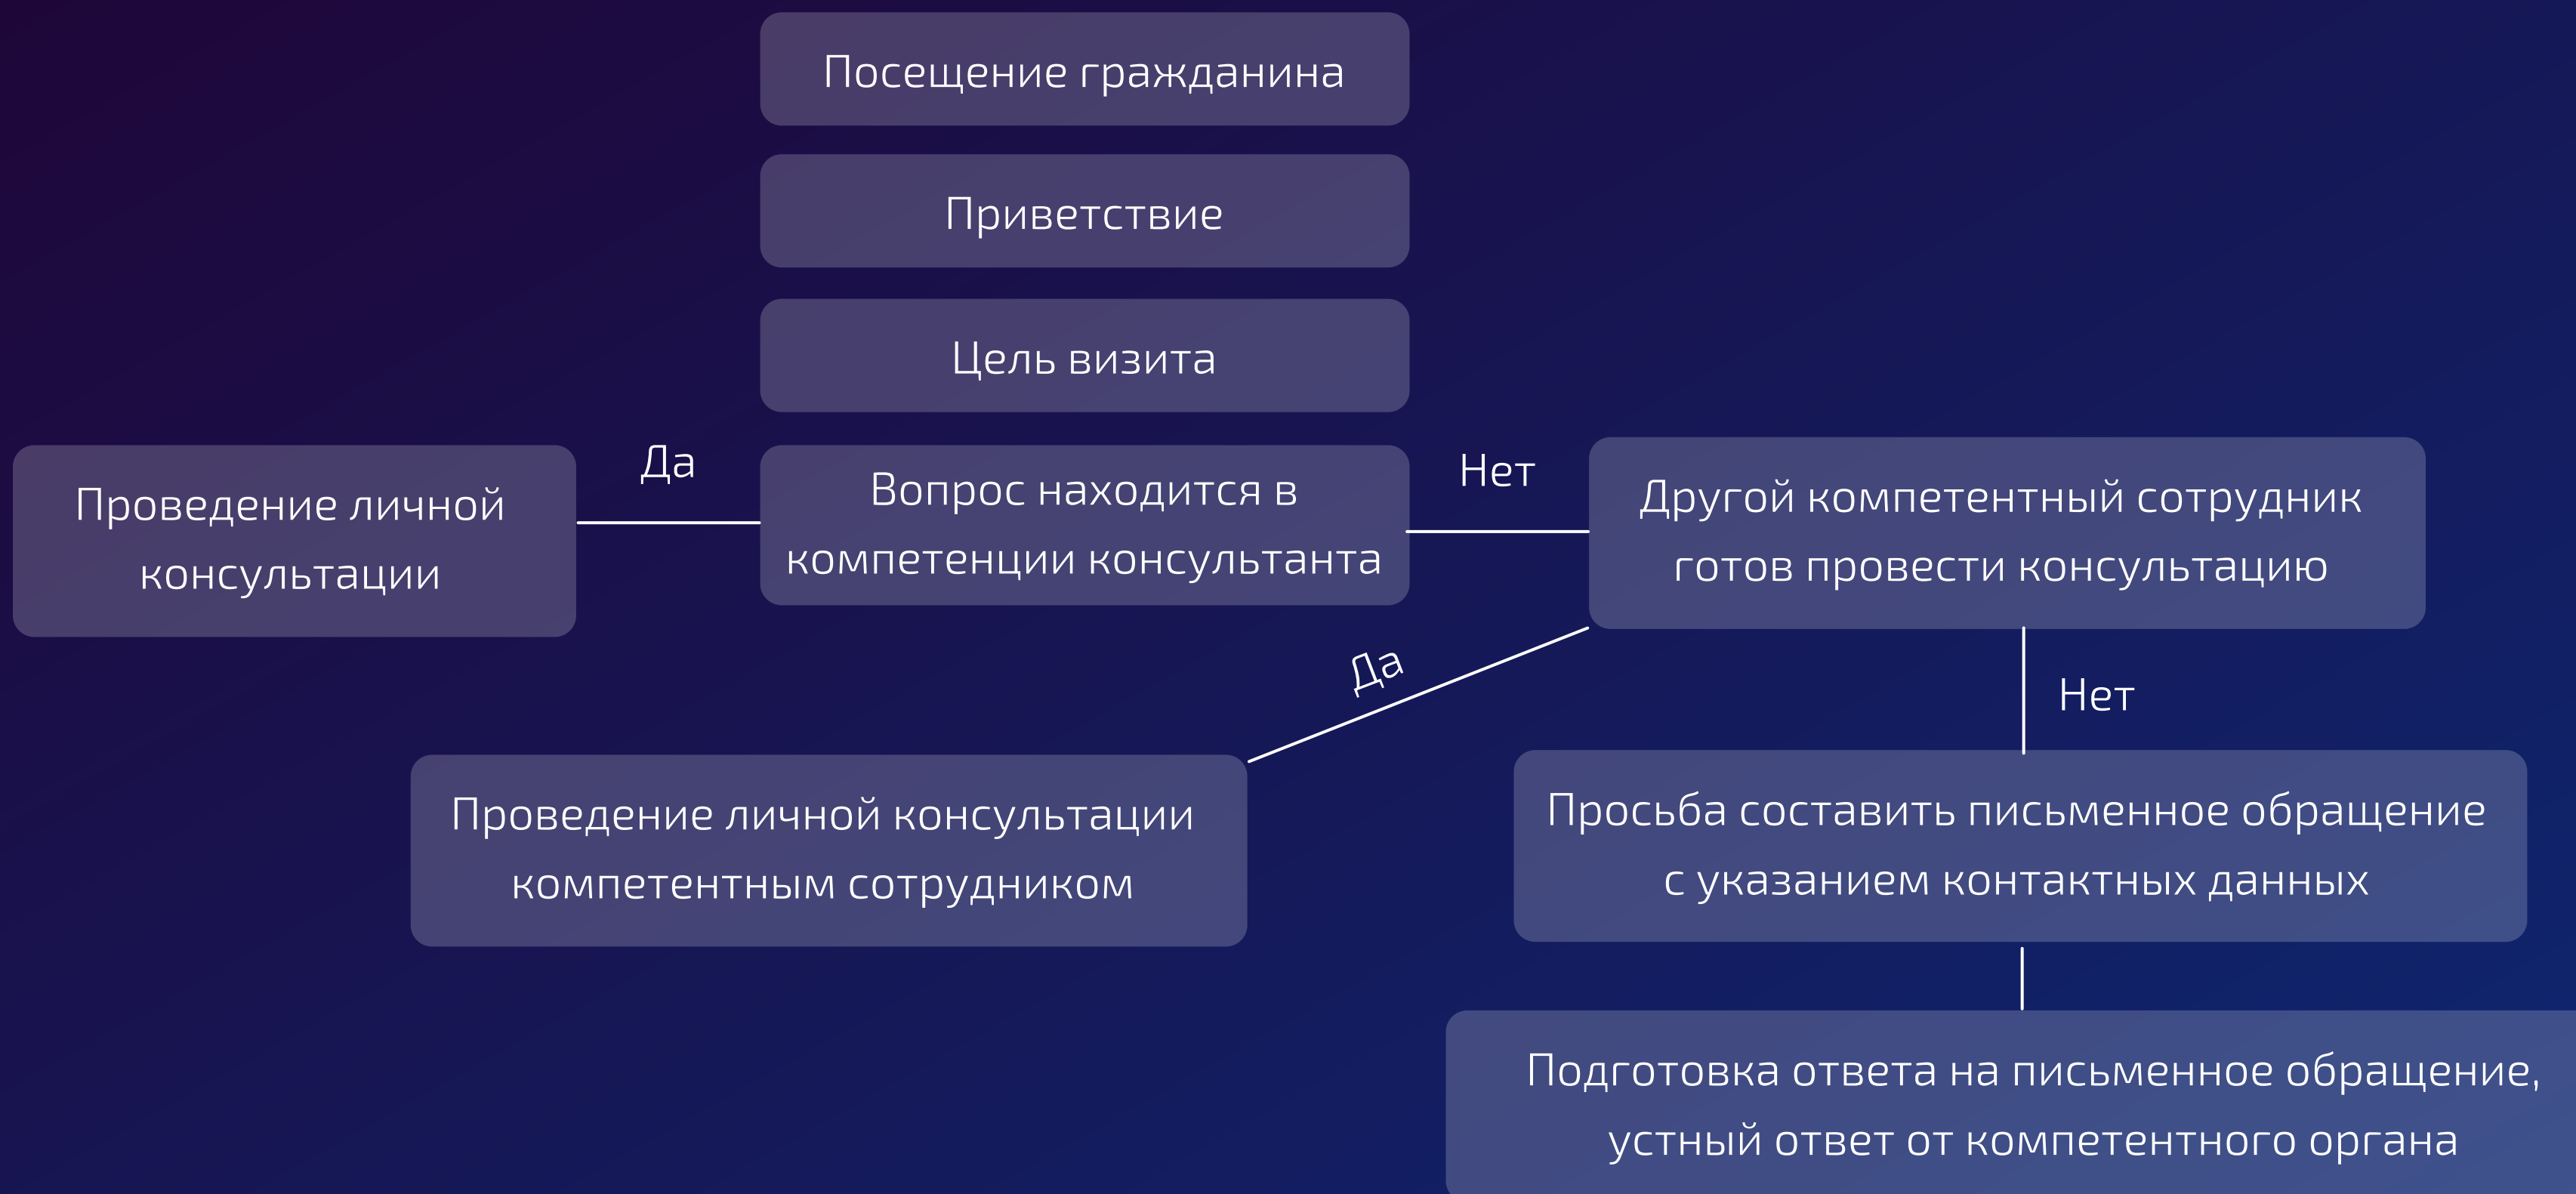 Посещение гражданина
Приветствие
Цель визита
Да
Вопрос находится в
компетенции консультанта
Нет
Проведение личной
консультации
Другой компетентный сотрудник
готов провести консультацию
Да
Нет
Проведение личной консультации
компетентным сотрудником
Просьба составить письменное обращение
с указанием контактных данных
Подготовка ответа на письменное обращение,
устный ответ от компетентного органа